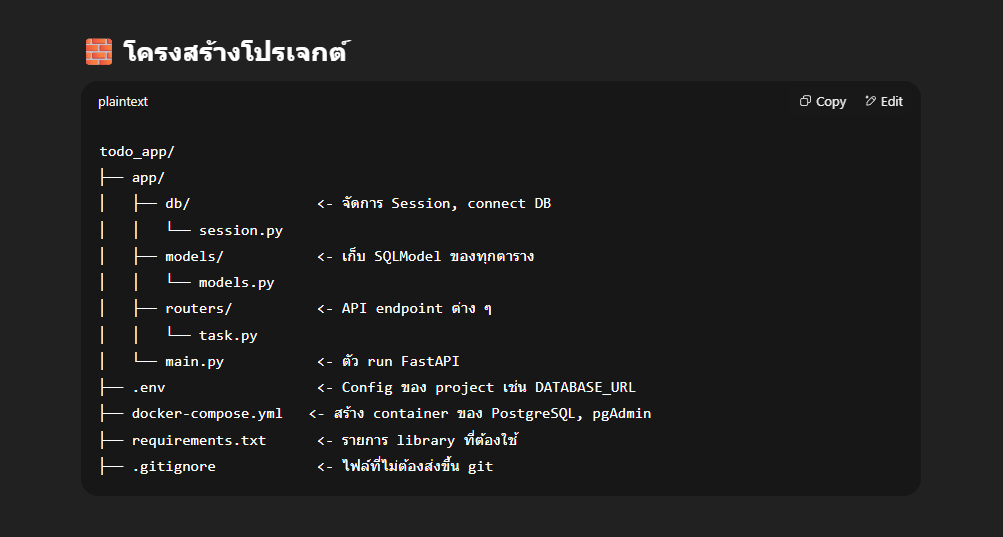 🧱 โครงสร้างโปรเจกต์
plaintext Copy Edit
todo_app/
├── app/
│   ├── db/               <- จัดการ Session, connect DB
│   │   └── session.py
│   ├── models/           <- เก็บ SQLModel ของทุกตาราง
│   │   └── models.py
│   ├── routers/          <- API endpoint ต่าง ๆ
│   │   └── task.py
│   └── main.py           <- ตัว run FastAPI
├── .env                  <- Config ของ project เช่น DATABASE_URL
├── docker-compose.yml   <- สร้าง container ของ PostgreSQL, pgAdmin
├── requirements.txt      <- รายการ library ที่ต้องใช้
├── .gitignore            <- ไฟล์ที่ไม่ต้องส่งขึ้น git